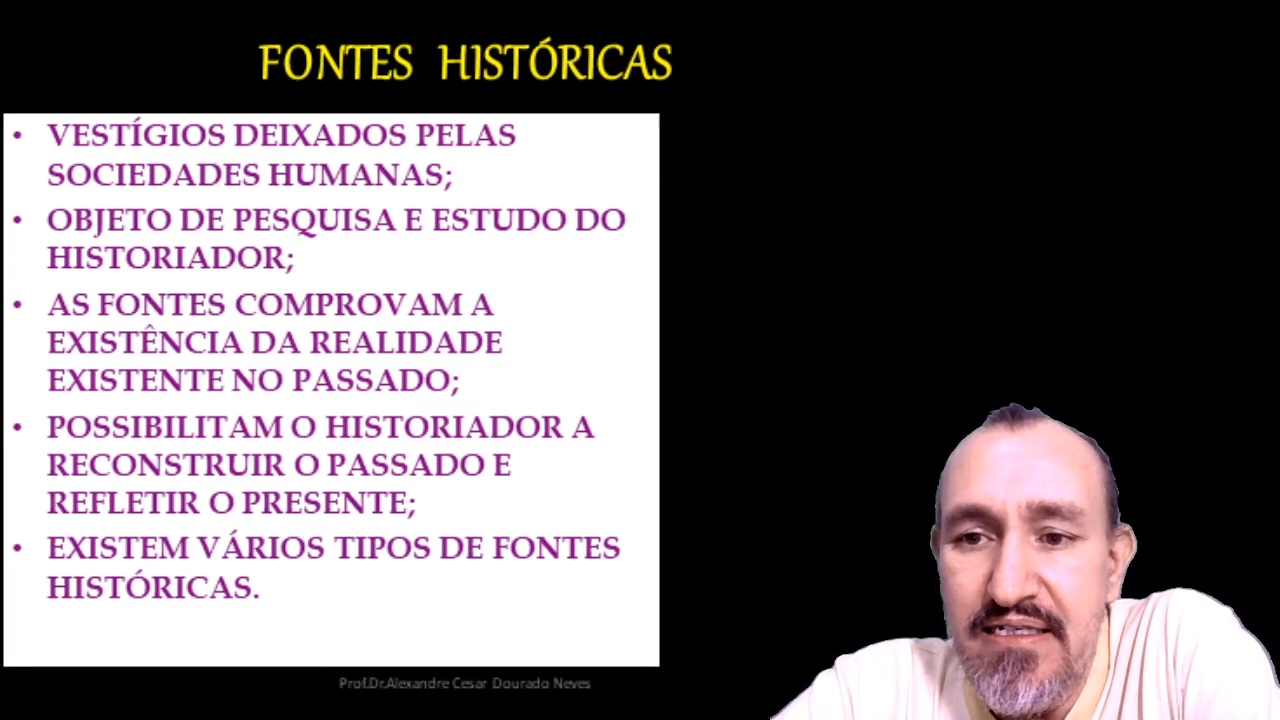 FONTES HISTÓRICAS
• VESTÍGIOS DEIXADOS PELAS
SOCIEDADES HUMANAS;
• OBJETO DE PESQUISA E ESTUDO DO
HISTORIADOR;
• AS FONTES COMPROVAM A
EXISTÊNCIA DA REALIDADE
EXISTENTE NO PASSADO;
• POSSIBILITAM O HISTORIADOR A
RECONSTRUIR O PASSADO E
REFLETIR O PRESENTE;
• EXISTEM VÁRIOS TIPOS DE FONTES
HISTÓRICAS.
Prof.Dr.Alexandre Cesar Dourado Neves